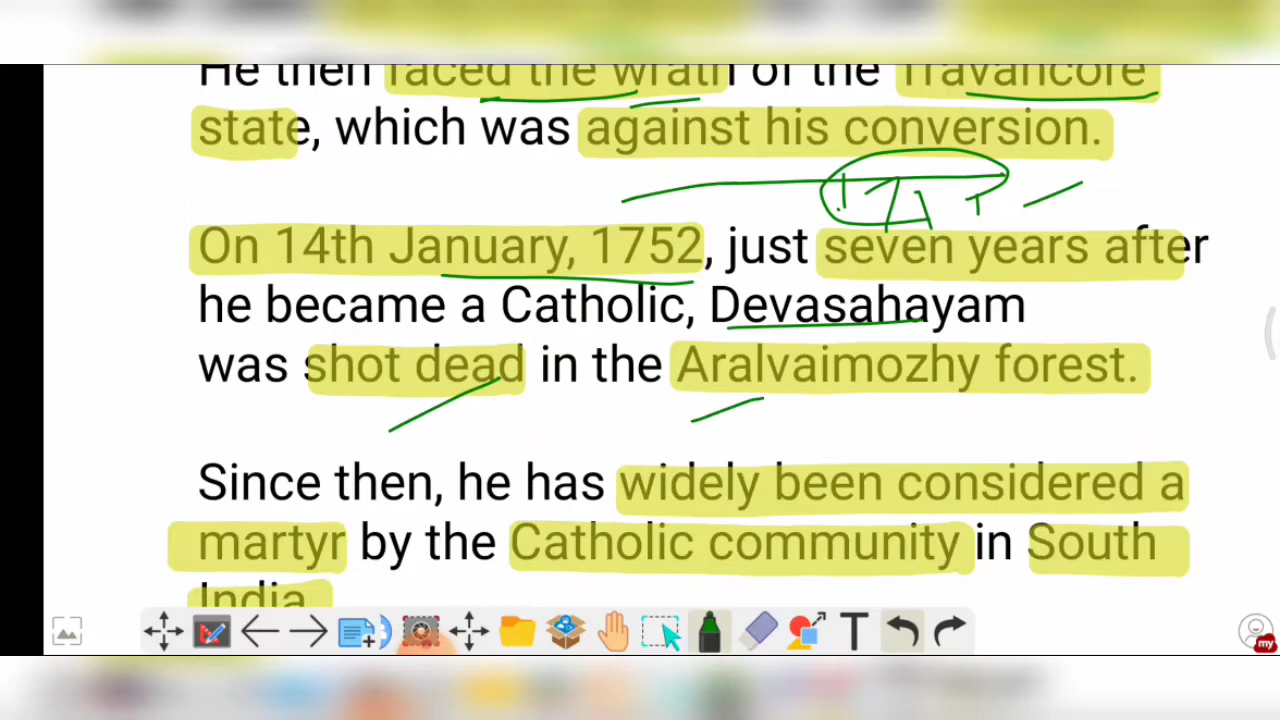 He then faced the wrath of the Travancore
state, which was against his conversion.
On 14th January, 1752, just seven years after
he became a Catholic, Devasahayam
was shot dead in the Aralvaimozhy forest.
Since then, he has widely been considered a
martyr by the Catholic community in South
India
T
my